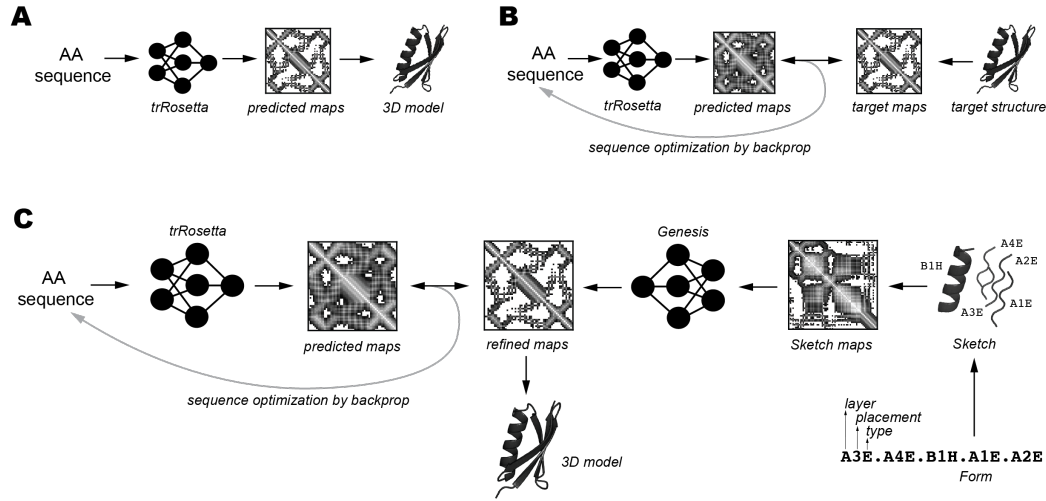 A
AA
sequence
trRosetta
predicted maps
3D model
B
AA
sequence
trRosetta
predicted maps
target maps
target structure
sequence optimization by backprop
C
trRosetta
Genesis
AA
sequence
predicted maps
refined maps
Sketch maps
B1H
A4E
A2E
A3E
A1E
Sketch
sequence optimization by backprop
3D model
layer
placement
type
A3E.A4E.B1H.A1E.A2E
Form